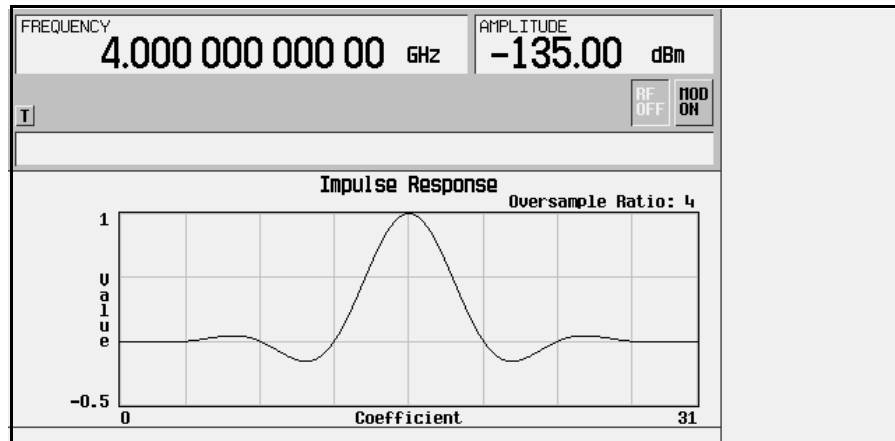 FREQUENCY
4.000 000 000 00 GHz
AMPLITUDE
-135.00 dBm
RF OFF
MOD ON
T
Impulse Response
Oversample Ratio: 4
1
Value
-0.5
0
Coefficient
31